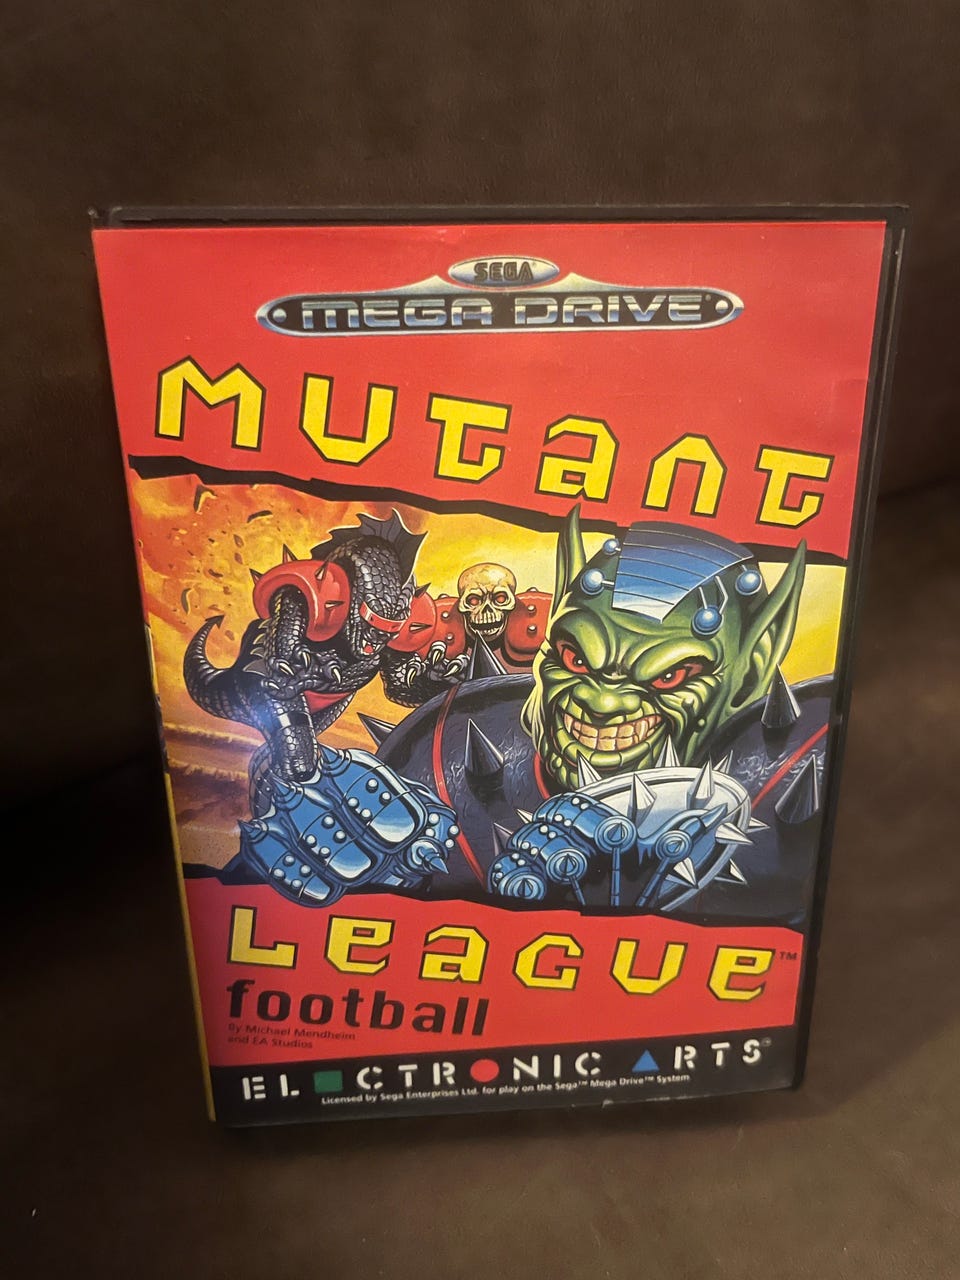 SEGA®
MEGA DRIVE®
MUTANT
LEAGUE™
football
By Michael Mendheim
and EA Studios
ELECTRONIC ARTS™
Licensed by Sega Enterprises Ltd. for play on the Sega™ Mega Drive™ System